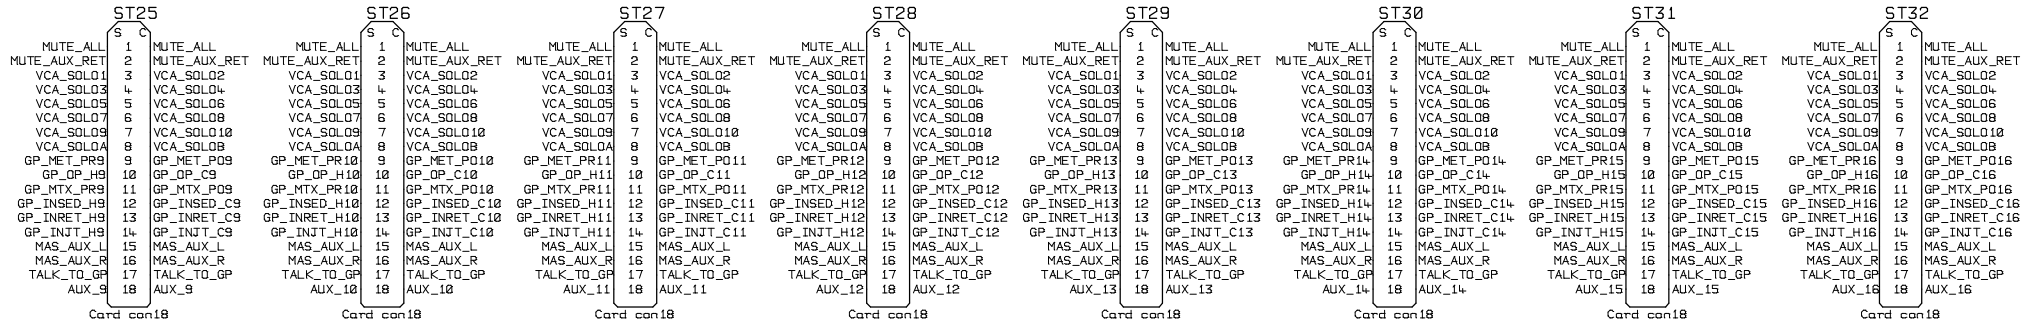 ST25
S C
MUTE_ALL 1 MUTE_ALL
MUTE_AUX_RET 2 MUTE_AUX_RET
VCA_SOLO1 3 VCA_SOLO2
VCA_SOLO3 4 VCA_SOLO4
VCA_SOLO5 5 VCA_SOLO6
VCA_SOLO7 6 VCA_SOLO8
VCA_SOLO9 7 VCA_SOLO10
VCA_SOLOA 8 VCA_SOLOB
GP_MET_PR9 9 GP_MET_PO9
GP_OP_H9 10 GP_OP_C9
GP_MTX_PR9 11 GP_MTX_PO9
GP_INSED_H9 12 GP_INSED_C9
GP_INRET_H9 13 GP_INRET_C9
GP_INJT_H9 14 GP_INJT_C9
MAS_AUX_L 15 MAS_AUX_L
MAS_AUX_R 16 MAS_AUX_R
TALK_TO_GP 17 TALK_TO_GP
AUX_9 18 AUX_9
Card con18
ST26
S C
MUTE_ALL 1 MUTE_ALL
MUTE_AUX_RET 2 MUTE_AUX_RET
VCA_SOLO1 3 VCA_SOLO2
VCA_SOLO3 4 VCA_SOLO4
VCA_SOLO5 5 VCA_SOLO6
VCA_SOLO7 6 VCA_SOLO8
VCA_SOLO9 7 VCA_SOLO10
VCA_SOLOA 8 VCA_SOLOB
GP_MET_PR10 9 GP_MET_PO10
GP_OP_H10 10 GP_OP_C10
GP_MTX_PR10 11 GP_MTX_PO10
GP_INSED_H10 12 GP_INSED_C10
GP_INRET_H10 13 GP_INRET_C10
GP_INJT_H10 14 GP_INJT_C10
MAS_AUX_L 15 MAS_AUX_L
MAS_AUX_R 16 MAS_AUX_R
TALK_TO_GP 17 TALK_TO_GP
AUX_10 18 AUX_10
Card con18
ST27
S C
MUTE_ALL 1 MUTE_ALL
MUTE_AUX_RET 2 MUTE_AUX_RET
VCA_SOLO1 3 VCA_SOLO2
VCA_SOLO3 4 VCA_SOLO4
VCA_SOLO5 5 VCA_SOLO6
VCA_SOLO7 6 VCA_SOLO8
VCA_SOLO9 7 VCA_SOLO10
VCA_SOLOA 8 VCA_SOLOB
GP_MET_PR11 9 GP_MET_PO11
GP_OP_H11 10 GP_OP_C11
GP_MTX_PR11 11 GP_MTX_PO11
GP_INSED_H11 12 GP_INSED_C11
GP_INRET_H11 13 GP_INRET_C11
GP_INJT_H11 14 GP_INJT_C11
MAS_AUX_L 15 MAS_AUX_L
MAS_AUX_R 16 MAS_AUX_R
TALK_TO_GP 17 TALK_TO_GP
AUX_11 18 AUX_11
Card con18
ST28
S C
MUTE_ALL 1 MUTE_ALL
MUTE_AUX_RET 2 MUTE_AUX_RET
VCA_SOLO1 3 VCA_SOLO2
VCA_SOLO3 4 VCA_SOLO4
VCA_SOLO5 5 VCA_SOLO6
VCA_SOLO7 6 VCA_SOLO8
VCA_SOLO9 7 VCA_SOLO10
VCA_SOLOA 8 VCA_SOLOB
GP_MET_PR12 9 GP_MET_PO12
GP_OP_H12 10 GP_OP_C12
GP_MTX_PR12 11 GP_MTX_PO12
GP_INSED_H12 12 GP_INSED_C12
GP_INRET_H12 13 GP_INRET_C12
GP_INJT_H12 14 GP_INJT_C12
MAS_AUX_L 15 MAS_AUX_L
MAS_AUX_R 16 MAS_AUX_R
TALK_TO_GP 17 TALK_TO_GP
AUX_12 18 AUX_12
Card con18
ST29
S C
MUTE_ALL 1 MUTE_ALL
MUTE_AUX_RET 2 MUTE_AUX_RET
VCA_SOLO1 3 VCA_SOLO2
VCA_SOLO3 4 VCA_SOLO4
VCA_SOLO5 5 VCA_SOLO6
VCA_SOLO7 6 VCA_SOLO8
VCA_SOLO9 7 VCA_SOLO10
VCA_SOLOA 8 VCA_SOLOB
GP_MET_PR13 9 GP_MET_PO13
GP_OP_H13 10 GP_OP_C13
GP_MTX_PR13 11 GP_MTX_PO13
GP_INSED_H13 12 GP_INSED_C13
GP_INRET_H13 13 GP_INRET_C13
GP_INJT_H13 14 GP_INJT_C13
MAS_AUX_L 15 MAS_AUX_L
MAS_AUX_R 16 MAS_AUX_R
TALK_TO_GP 17 TALK_TO_GP
AUX_13 18 AUX_13
Card con18
ST30
S C
MUTE_ALL 1 MUTE_ALL
MUTE_AUX_RET 2 MUTE_AUX_RET
VCA_SOLO1 3 VCA_SOLO2
VCA_SOLO3 4 VCA_SOLO4
VCA_SOLO5 5 VCA_SOLO6
VCA_SOLO7 6 VCA_SOLO8
VCA_SOLO9 7 VCA_SOLO10
VCA_SOLOA 8 VCA_SOLOB
GP_MET_PR14 9 GP_MET_PO14
GP_OP_H14 10 GP_OP_C14
GP_MTX_PR14 11 GP_MTX_PO14
GP_INSED_H14 12 GP_INSED_C14
GP_INRET_H14 13 GP_INRET_C14
GP_INJT_H14 14 GP_INJT_C14
MAS_AUX_L 15 MAS_AUX_L
MAS_AUX_R 16 MAS_AUX_R
TALK_TO_GP 17 TALK_TO_GP
AUX_14 18 AUX_14
Card con18
ST31
S C
MUTE_ALL 1 MUTE_ALL
MUTE_AUX_RET 2 MUTE_AUX_RET
VCA_SOLO1 3 VCA_SOLO2
VCA_SOLO3 4 VCA_SOLO4
VCA_SOLO5 5 VCA_SOLO6
VCA_SOLO7 6 VCA_SOLO8
VCA_SOLO9 7 VCA_SOLO10
VCA_SOLOA 8 VCA_SOLOB
GP_MET_PR15 9 GP_MET_PO15
GP_OP_H15 10 GP_OP_C15
GP_MTX_PR15 11 GP_MTX_PO15
GP_INSED_H15 12 GP_INSED_C15
GP_INRET_H15 13 GP_INRET_C15
GP_INJT_H15 14 GP_INJT_C15
MAS_AUX_L 15 MAS_AUX_L
MAS_AUX_R 16 MAS_AUX_R
TALK_TO_GP 17 TALK_TO_GP
AUX_15 18 AUX_15
Card con18
ST32
S C
MUTE_ALL 1 MUTE_ALL
MUTE_AUX_RET 2 MUTE_AUX_RET
VCA_SOLO1 3 VCA_SOLO2
VCA_SOLO3 4 VCA_SOLO4
VCA_SOLO5 5 VCA_SOLO6
VCA_SOLO7 6 VCA_SOLO8
VCA_SOLO9 7 VCA_SOLO10
VCA_SOLOA 8 VCA_SOLOB
GP_MET_PR16 9 GP_MET_PO16
GP_OP_H16 10 GP_OP_C16
GP_MTX_PR16 11 GP_MTX_PO16
GP_INSED_H16 12 GP_INSED_C16
GP_INRET_H16 13 GP_INRET_C16
GP_INJT_H16 14 GP_INJT_C16
MAS_AUX_L 15 MAS_AUX_L
MAS_AUX_R 16 MAS_AUX_R
TALK_TO_GP 17 TALK_TO_GP
AUX_16 18 AUX_16
Card con18